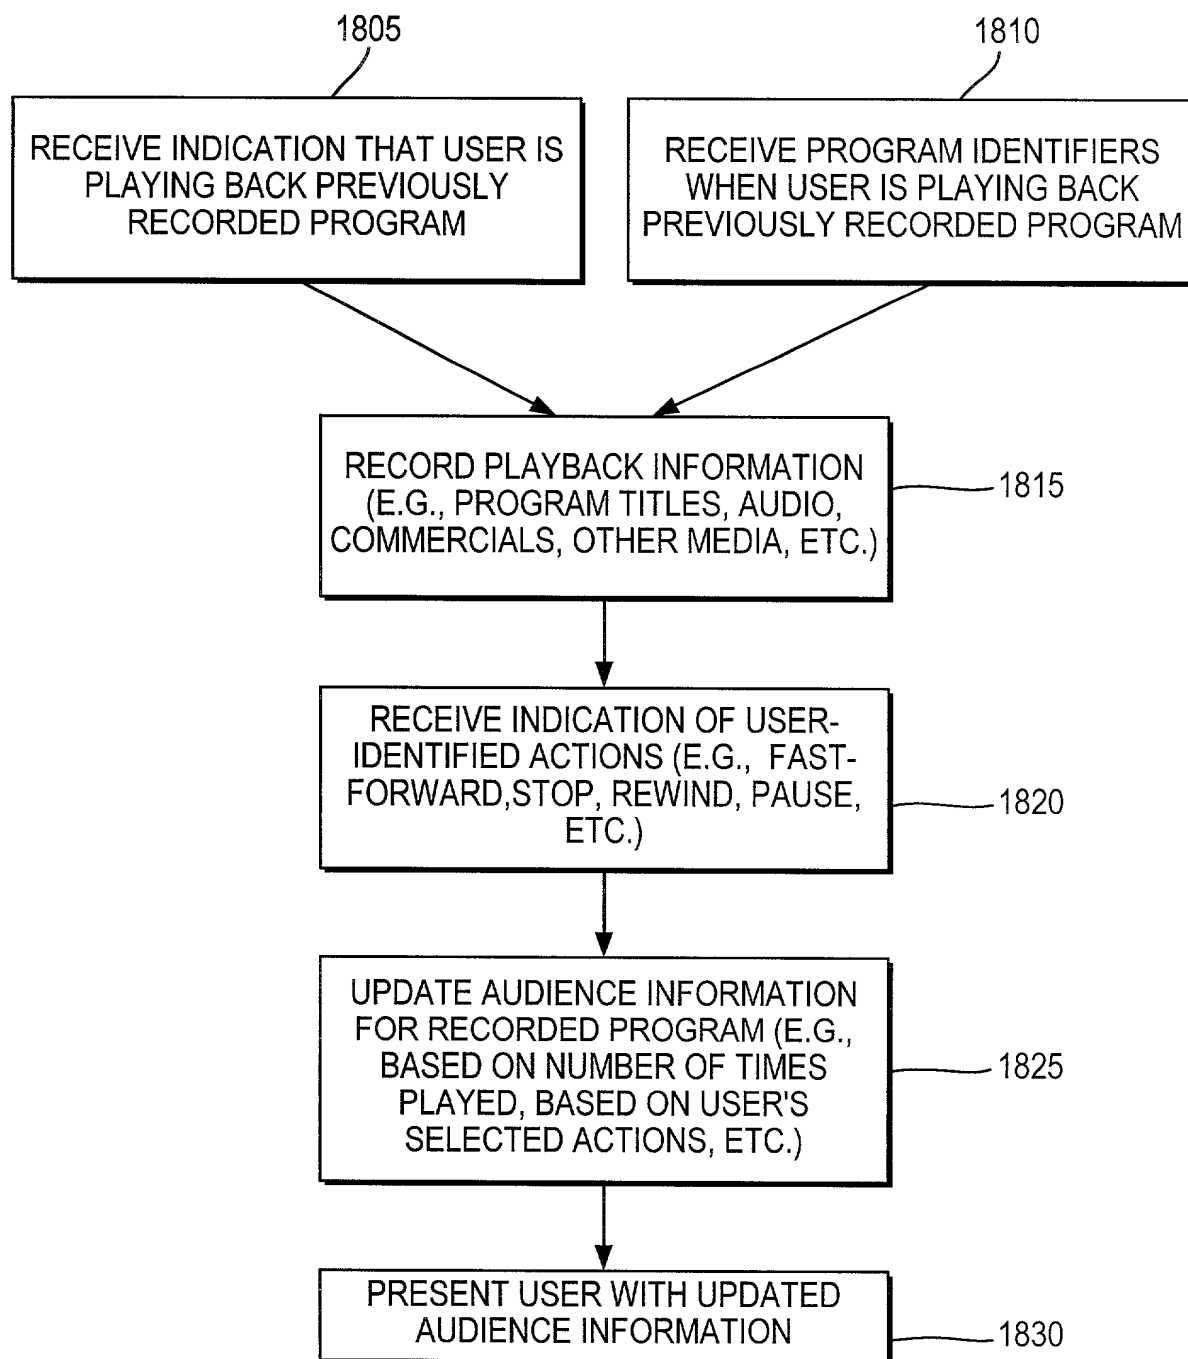 1805
1810
RECEIVE INDICATION THAT USER IS
PLAYING BACK PREVIOUSLY
RECORDED PROGRAM
RECEIVE PROGRAM IDENTIFIERS
WHEN USER IS PLAYING BACK
PREVIOUSLY RECORDED PROGRAM
RECORD PLAYBACK INFORMATION
(E.G., PROGRAM TITLES, AUDIO,
COMMERCIALS, OTHER MEDIA, ETC.)
1815
RECEIVE INDICATION OF USER-
IDENTIFIED ACTIONS (E.G., FAST-
FORWARD,STOP, REWIND, PAUSE,
ETC.)
1820
UPDATE AUDIENCE INFORMATION
FOR RECORDED PROGRAM (E.G.,
BASED ON NUMBER OF TIMES
PLAYED, BASED ON USER'S
SELECTED ACTIONS, ETC.)
1825
PRESENT USER WITH UPDATED
AUDIENCE INFORMATION
1830